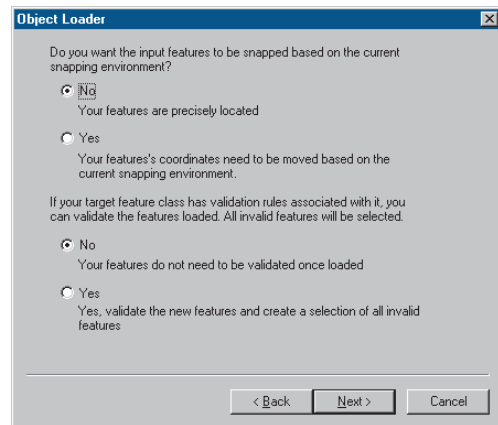 Object Loader
Do you want the input features to be snapped based on the current
snapping environment?
No
Your features are precisely located
Yes
Your features's coordinates need to be moved based on the
current snapping environment.
If your target feature class has validation rules associated with it, you
can validate the features loaded. All invalid features will be selected.
No
Your features do not need to be validated once loaded
Yes
Yes, validate the new features and create a selection of all invalid
features
< Back Next > Cancel